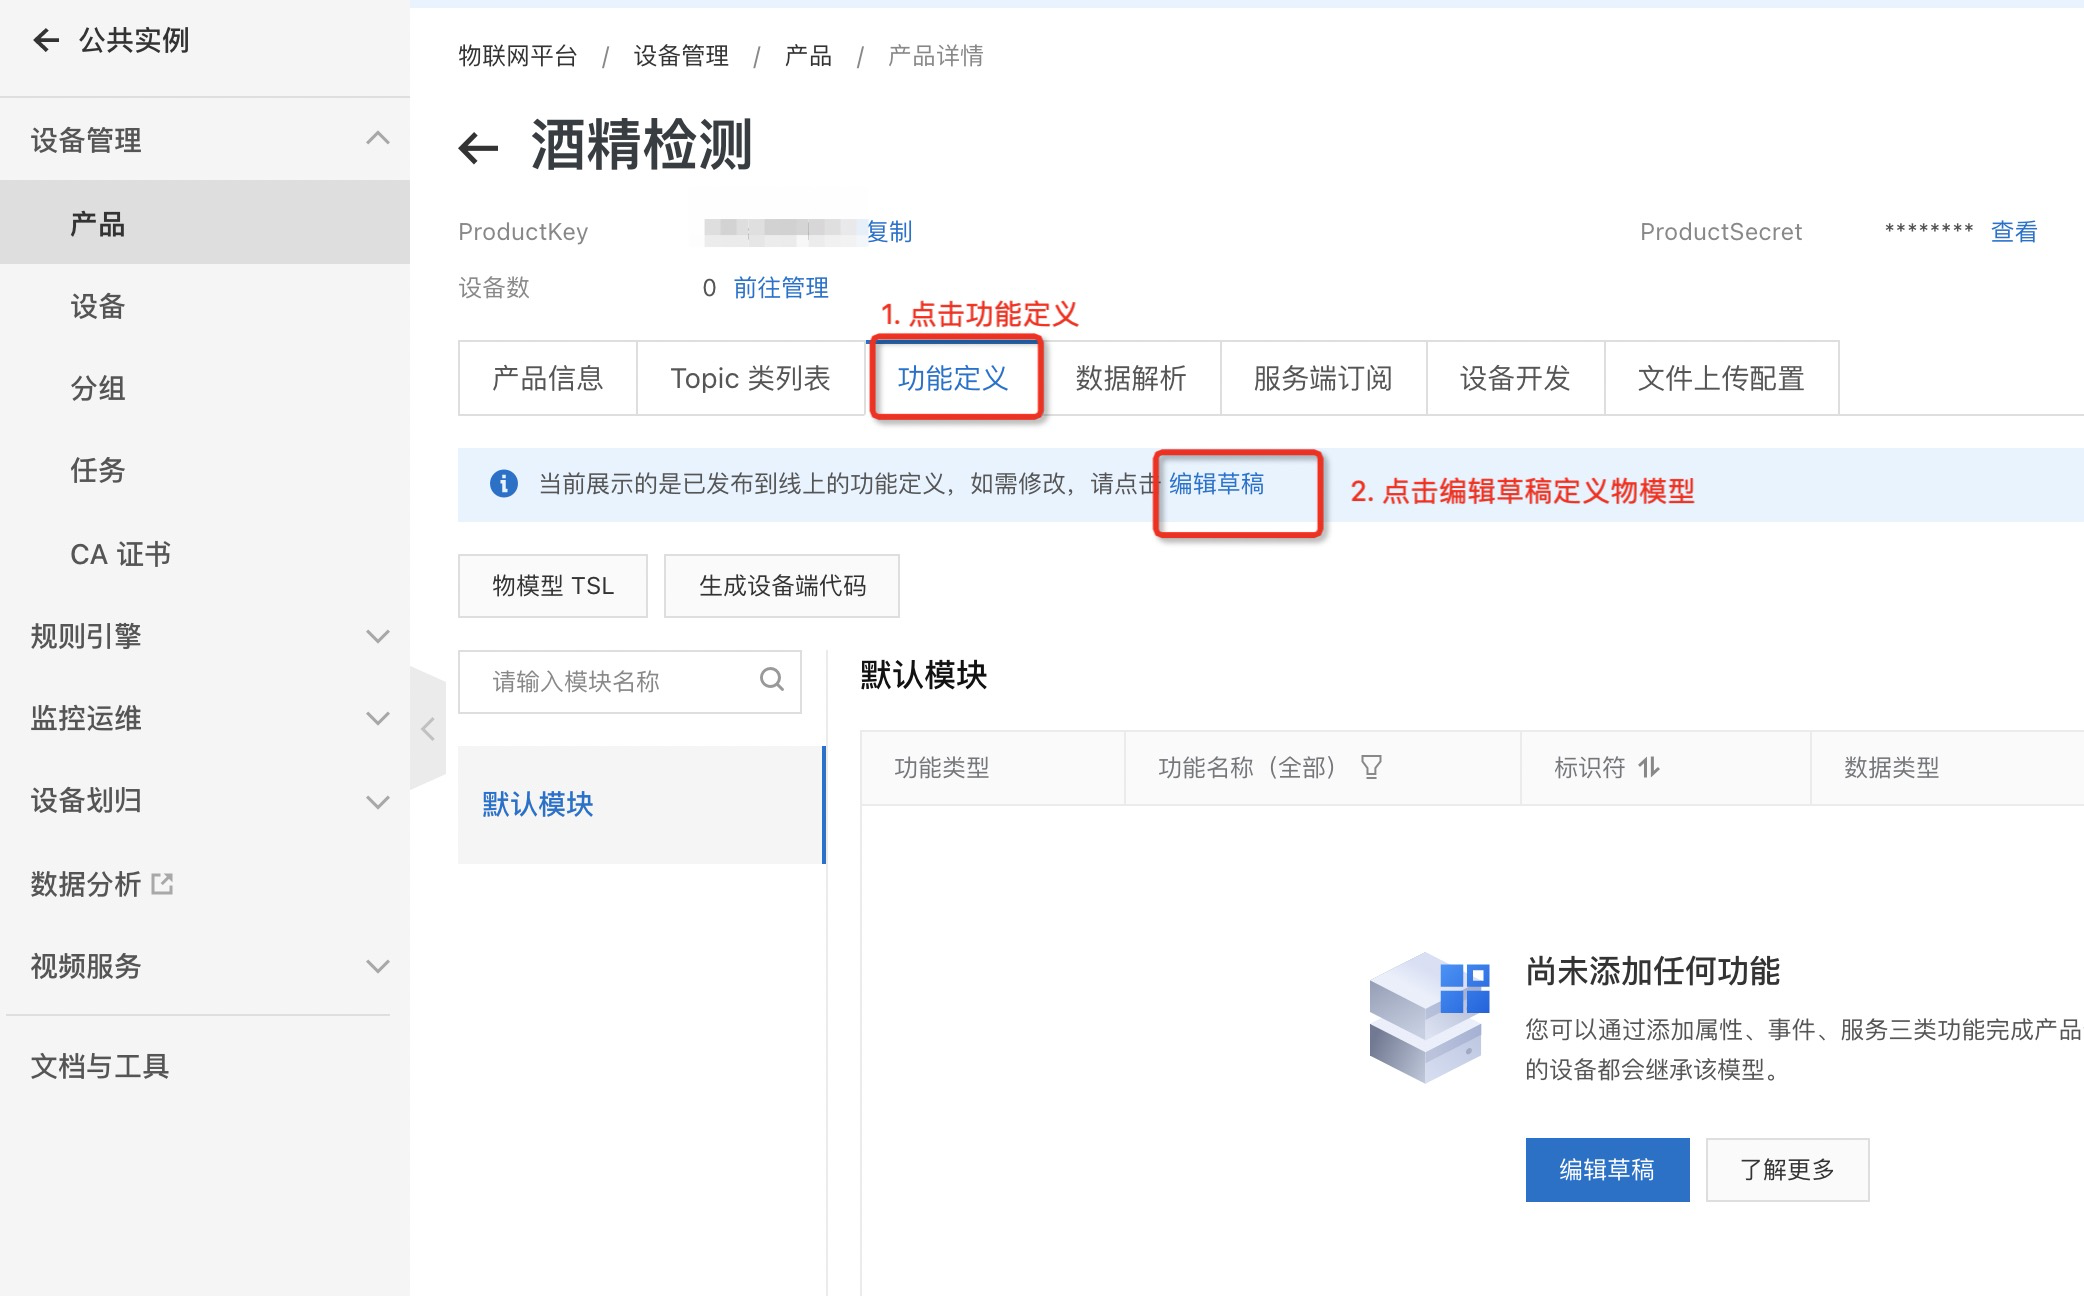 公共实例
设备管理
产品
设备
分组
任务
CA 证书
规则引擎
监控运维
设备划归
数据分析
视频服务
文档与工具
物联网平台 / 设备管理 / 产品 / 产品详情
酒精检测
ProductKey 复制 ProductSecret ******** 查看
设备数 0 前往管理
1. 点击功能定义
产品信息 Topic 类列表 功能定义 数据解析 服务端订阅 设备开发 文件上传配置
当前展示的是已发布到线上的功能定义，如需修改，请点击 编辑草稿
2. 点击编辑草稿定义物模型
物模型 TSL 生成设备端代码
请输入模块名称
默认模块
默认模块
功能类型 功能名称（全部） 标识符 数据类型
尚未添加任何功能
您可以通过添加属性、事件、服务三类功能完成产品
的设备都会继承该模型。
编辑草稿 了解更多